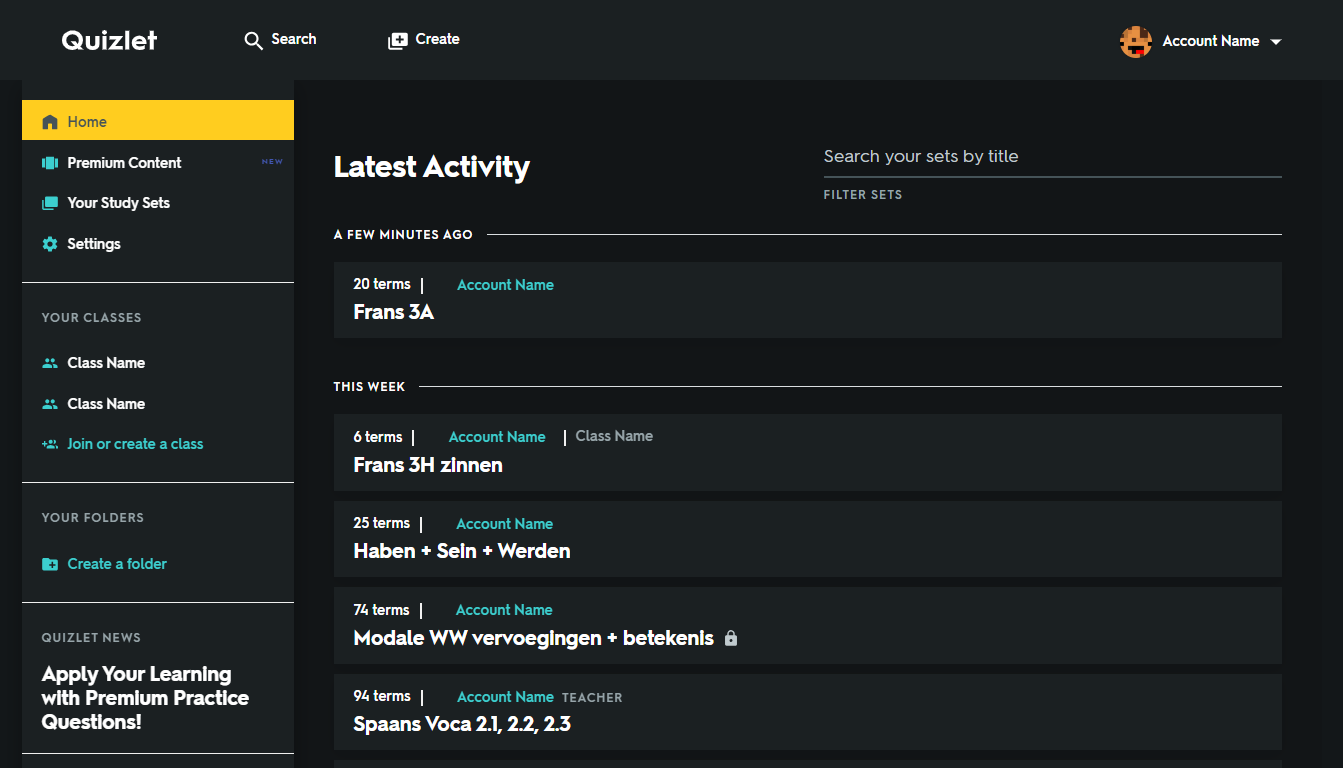 Quizlet
Search
Create
Account Name
Home
Premium Content NEW
Your Study Sets
Settings
YOUR CLASSES
Class Name
Class Name
Join or create a class
YOUR FOLDERS
Create a folder
QUIZLET NEWS
Apply Your Learning
with Premium Practice
Questions!
Latest Activity
Search your sets by title
FILTER SETS
A FEW MINUTES AGO
20 terms | Account Name
Frans 3A
THIS WEEK
6 terms | Account Name | Class Name
Frans 3H zinnen
25 terms | Account Name
Haben + Sein + Werden
74 terms | Account Name
Modale WW vervoegingen + betekenis
94 terms | Account Name TEACHER
Spaans Voca 2.1, 2.2, 2.3